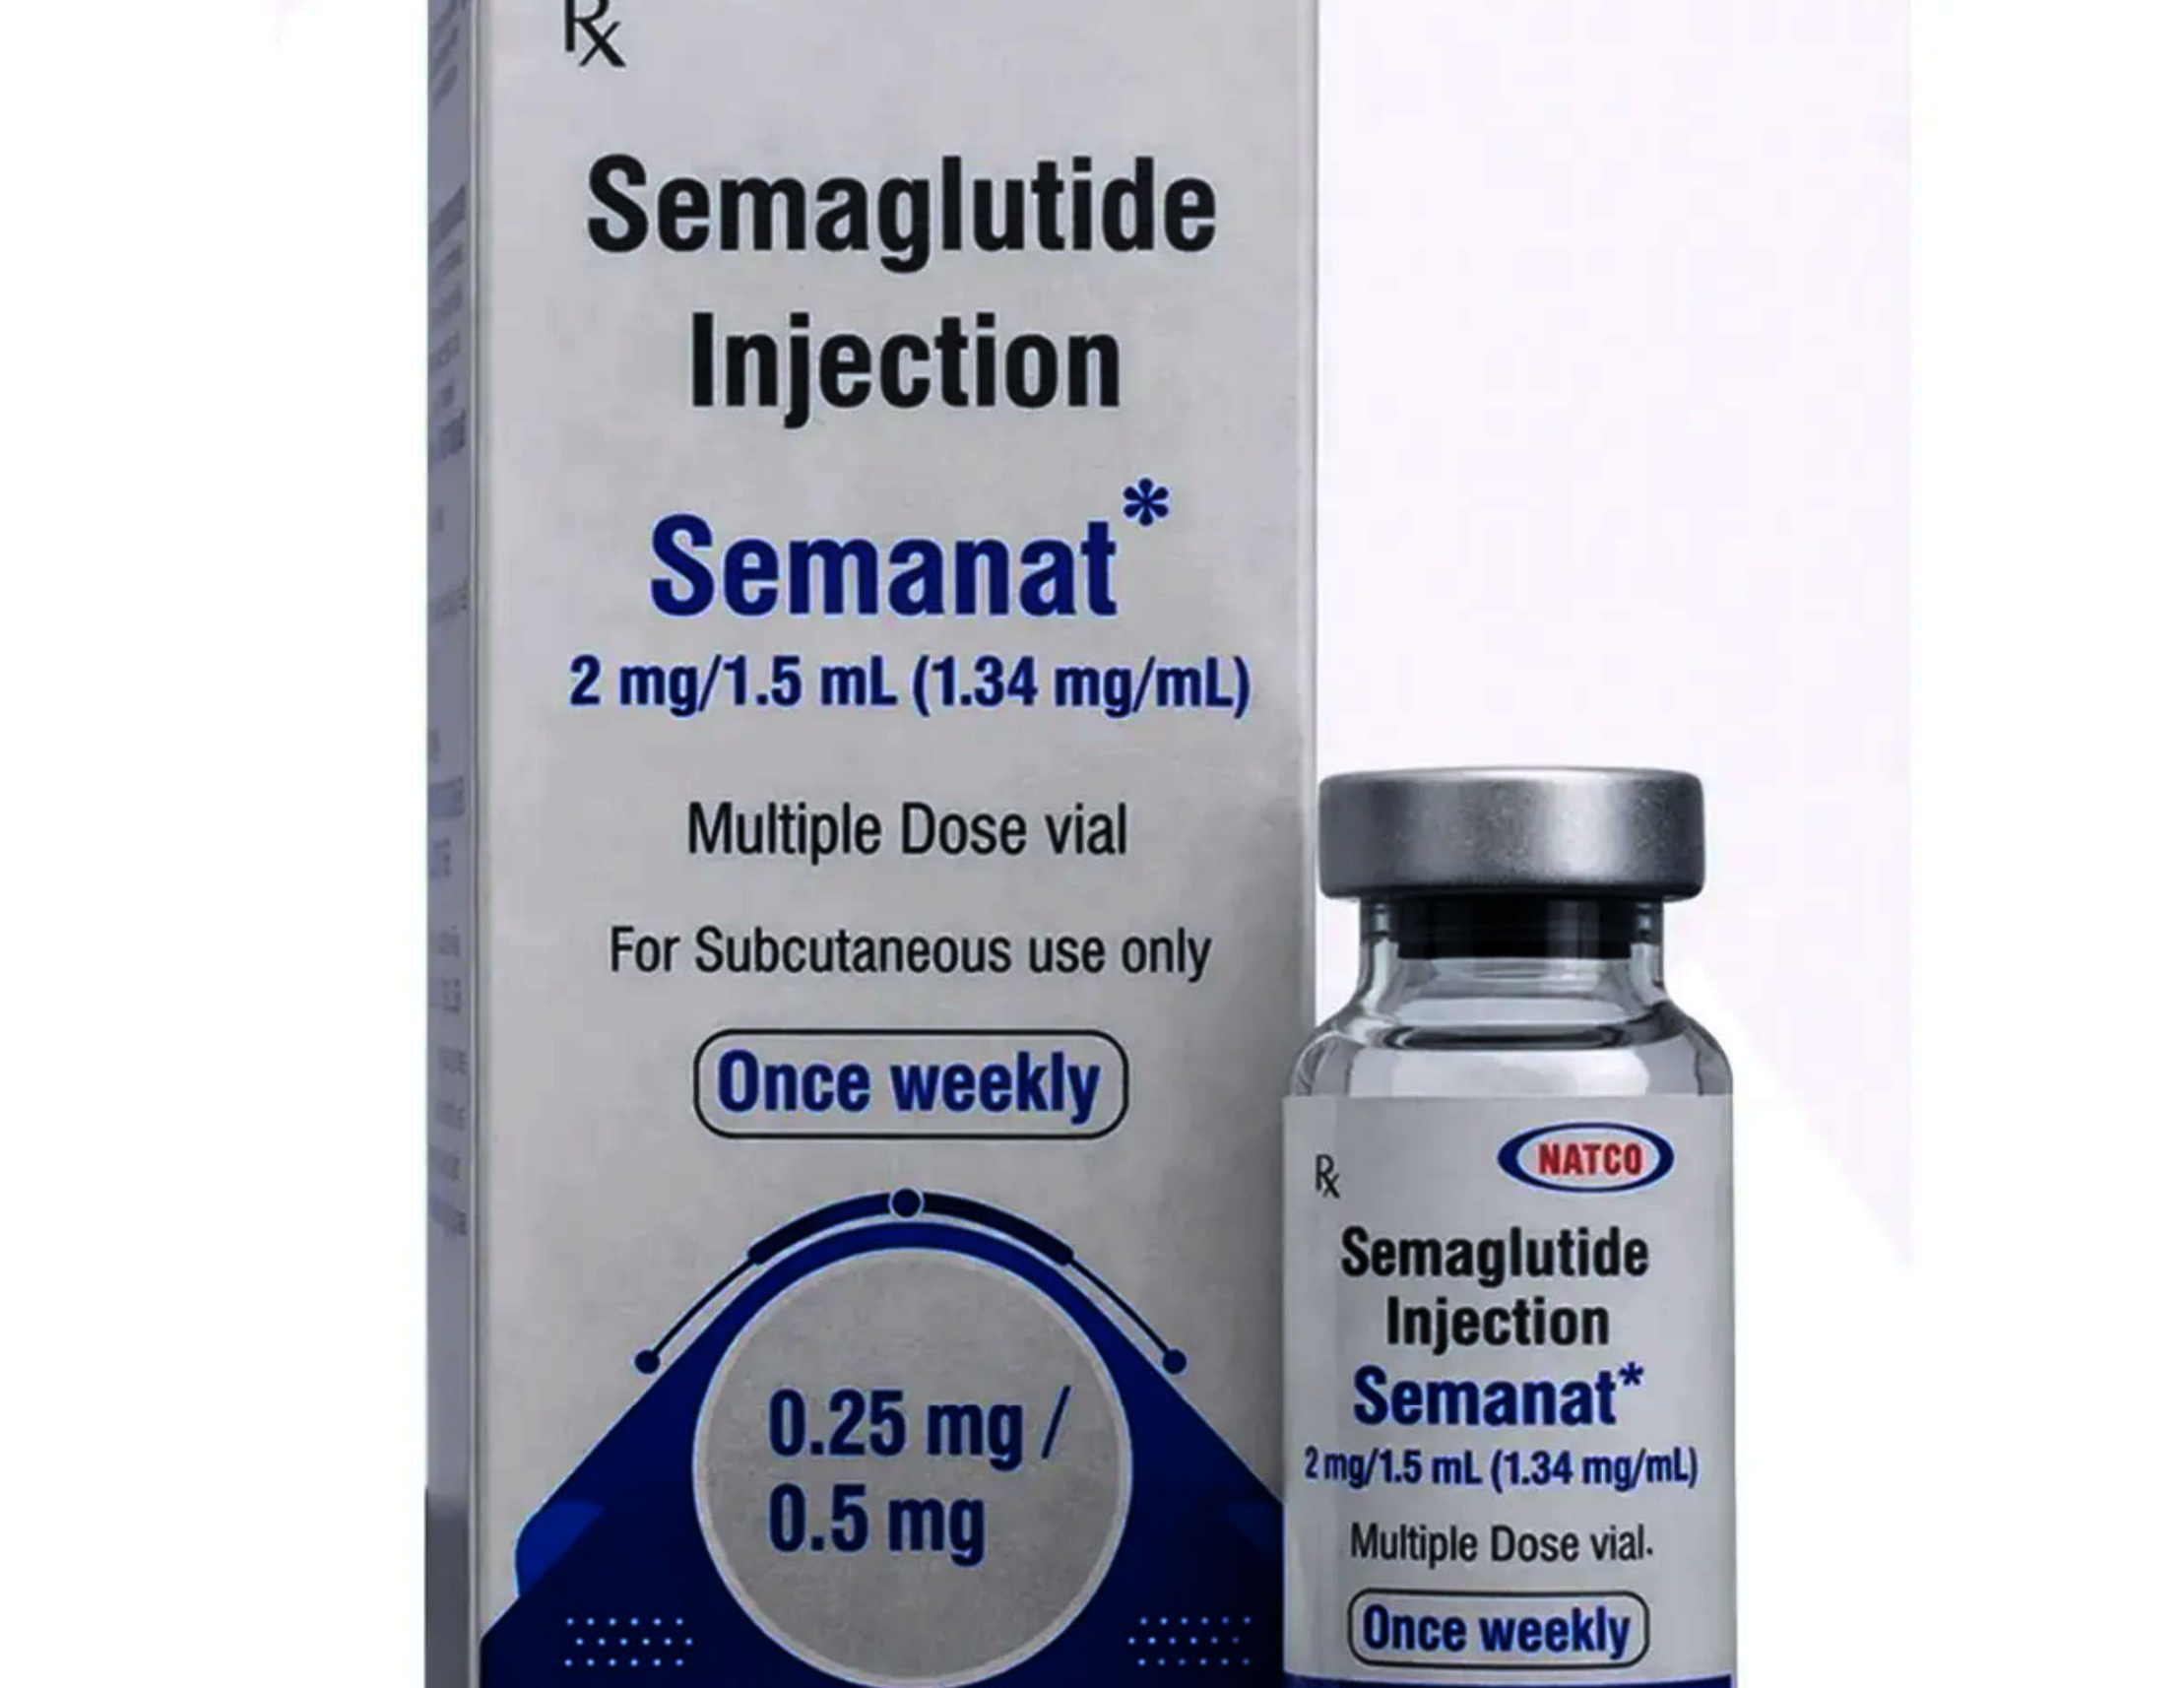 Rx
Semaglutide
Injection
Semanat*
2 mg/1.5 mL (1.34 mg/mL)
Multiple Dose vial
For Subcutaneous use only
Once weekly
0.25 mg /
0.5 mg
NATCO
Rx
Semaglutide
Injection
Semanat*
2 mg/1.5 mL (1.34 mg/mL)
Multiple Dose vial.
Once weekly